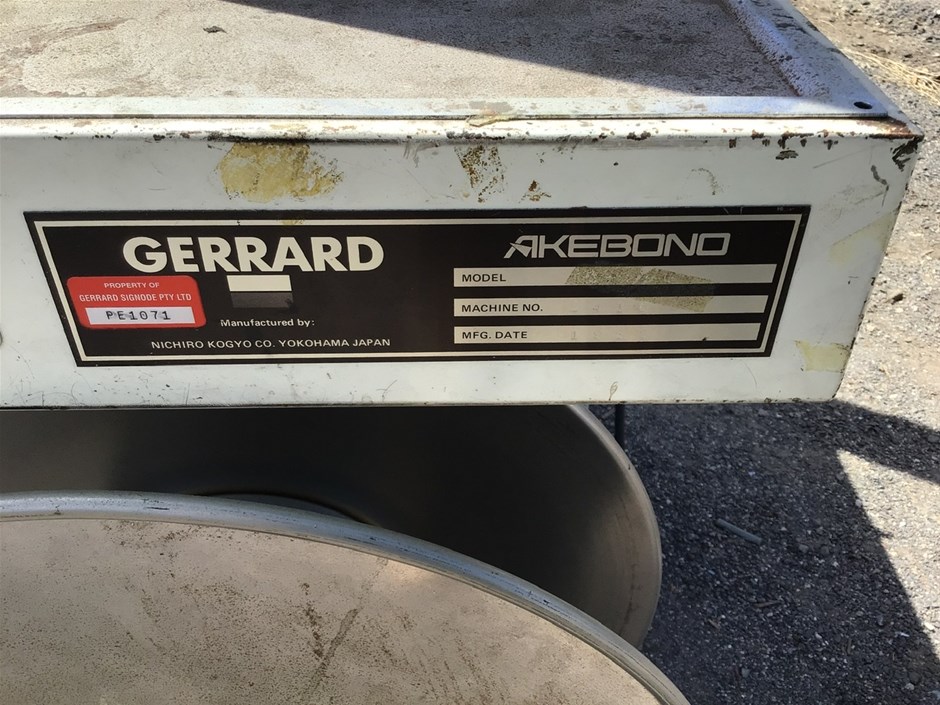 GERRARD
PROPERTY OF
GERRARD SIGNODE PTY LTD
PE1071
Manufactured by:
NICHIRO KOGYO CO. YOKOHAMA JAPAN
AKEBONO
MODEL
MACHINE NO.
MFG. DATE